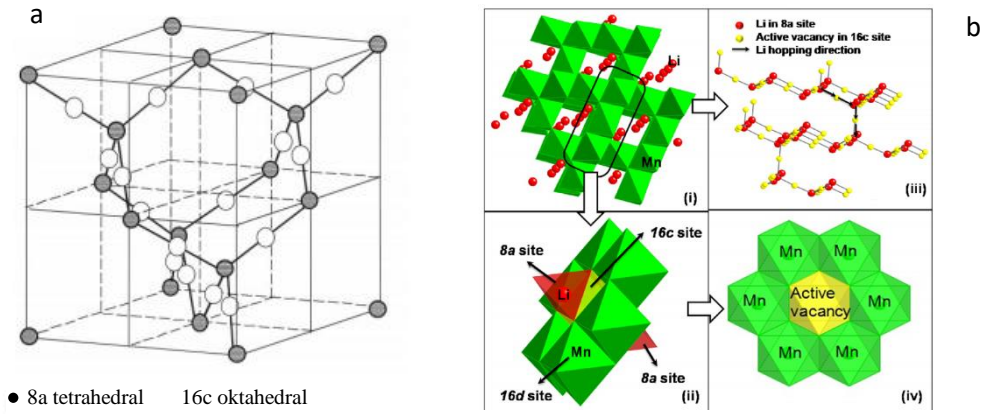 a
● 8a tetrahedral 16c oktahedral
b
Li
Mn
(i)
Li in 8a site
Active vacancy in 16c site
Li hopping direction
(iii)
16c site
8a site
Li
Mn
16d site
8a site
(ii)
Mn Mn
Mn Active vacancy Mn
Mn Mn
(iv)